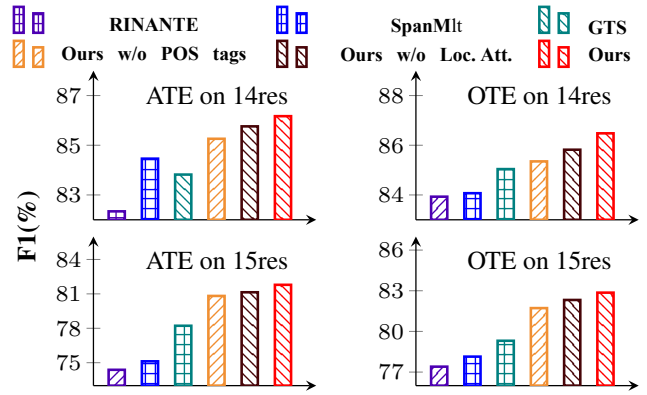 RINANTE SpanMlt GTS
Ours w/o POS tags Ours w/o Loc. Att. Ours
F1(%)
ATE on 14res
87
85
83
OTE on 14res
88
86
84
ATE on 15res
84
81
78
75
OTE on 15res
86
83
80
77